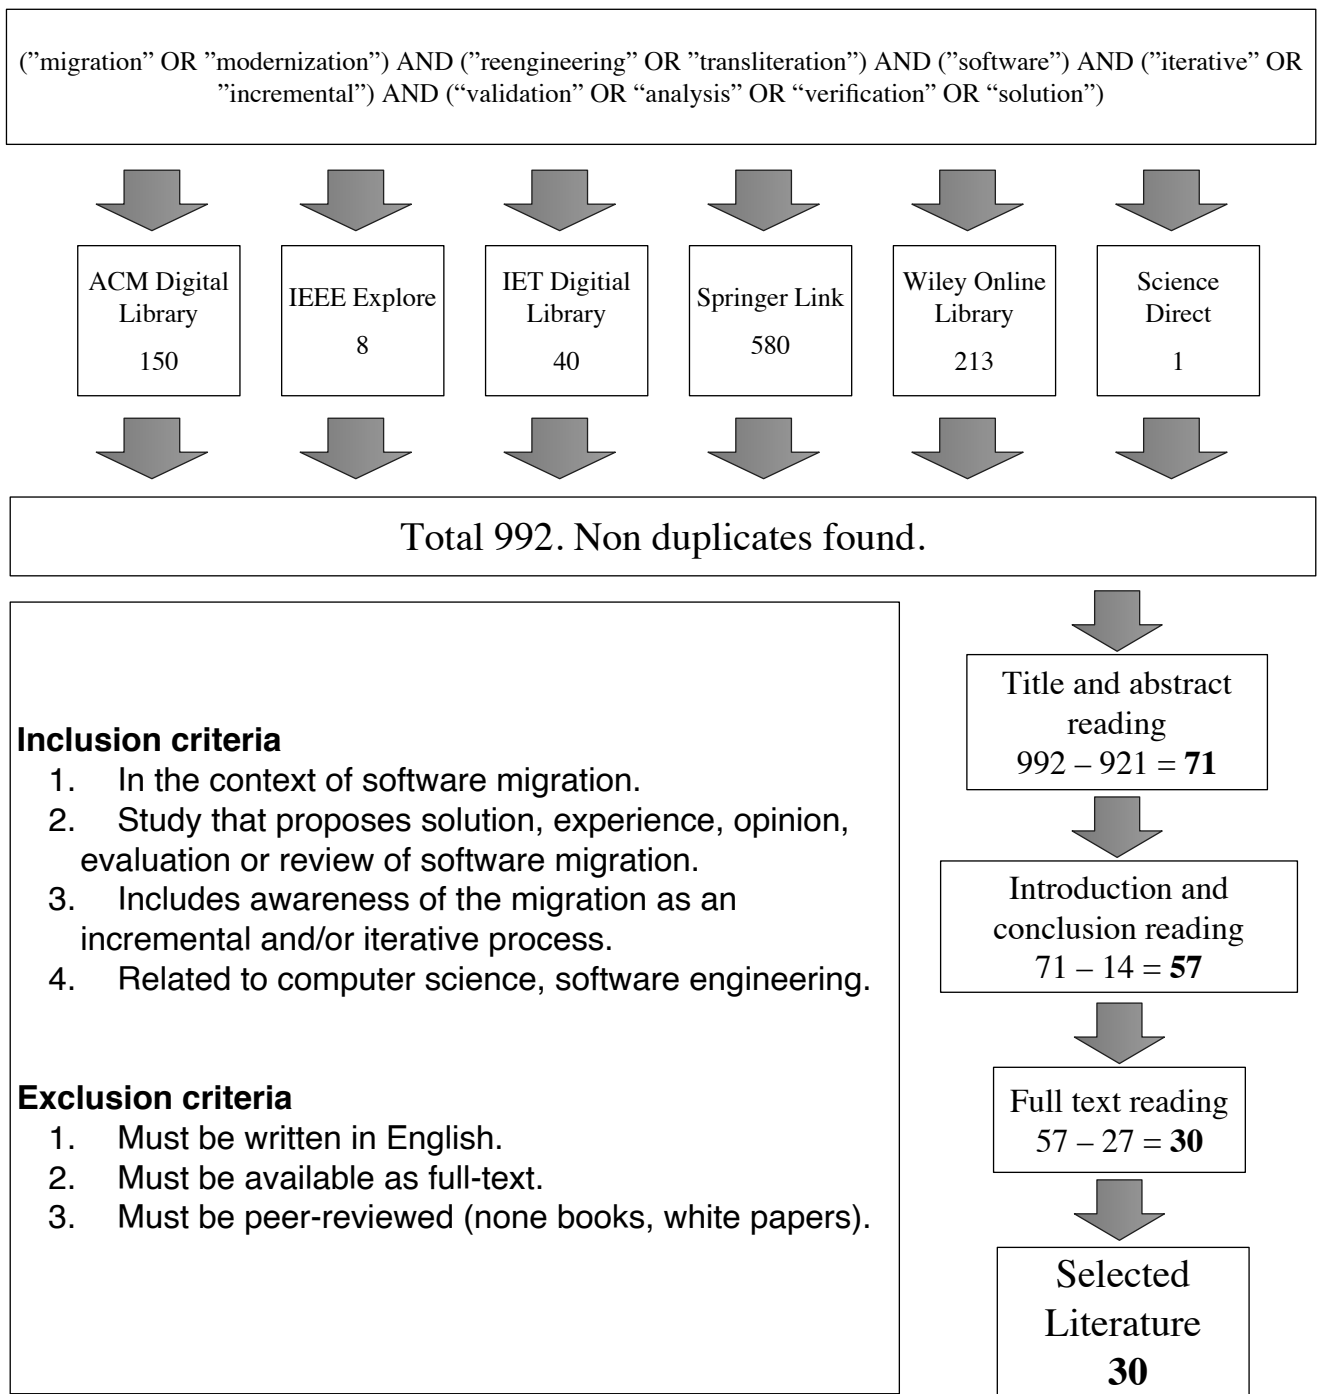 (”migration” OR ”modernization”) AND (”reengineering” OR ”transliteration”) AND (”software”) AND (”iterative” OR
”incremental”) AND (“validation” OR “analysis” OR “verification” OR “solution”)
ACM Digital
Library
150
IEEE Explore
8
IET Digitial
Library
40
Springer Link
580
Wiley Online
Library
213
Science
Direct
1
Total 992. Non duplicates found.
Inclusion criteria
1. In the context of software migration.
2. Study that proposes solution, experience, opinion,
evaluation or review of software migration.
3. Includes awareness of the migration as an
incremental and/or iterative process.
4. Related to computer science, software engineering.
Exclusion criteria
1. Must be written in English.
2. Must be available as full-text.
3. Must be peer-reviewed (none books, white papers).
Title and abstract
reading
992 – 921 = 71
Introduction and
conclusion reading
71 – 14 = 57
Full text reading
57 – 27 = 30
Selected
Literature
30